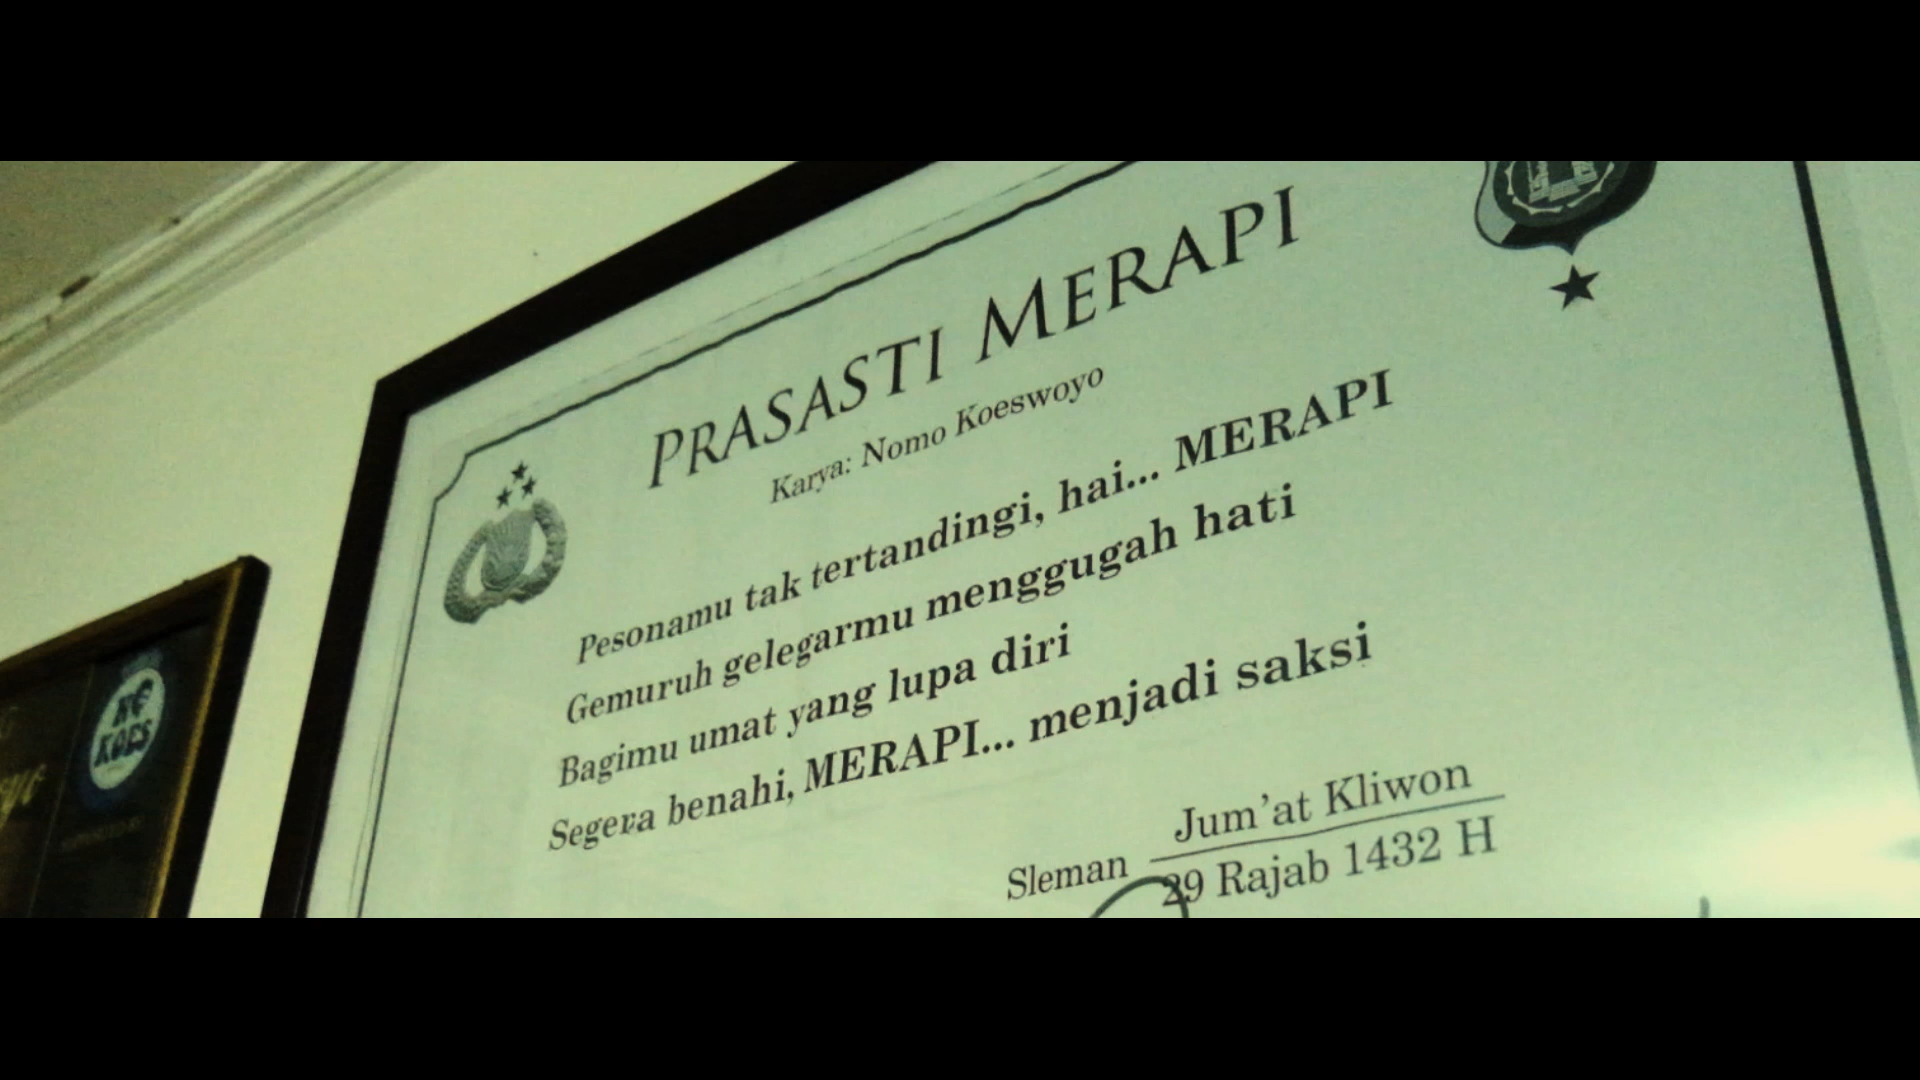 PRASASTI MERAPI
Karya: Nomo Koeswoyo
Pesonamu tak tertandingi, hai... MERAPI
Gemuruh gelegarmu menggugah hati
Bagimu umat yang lupa diri
Segera benahi, MERAPI... menjadi saksi
Sleman
Jum'at Kliwon
29 Rajab 1432 H
KOES